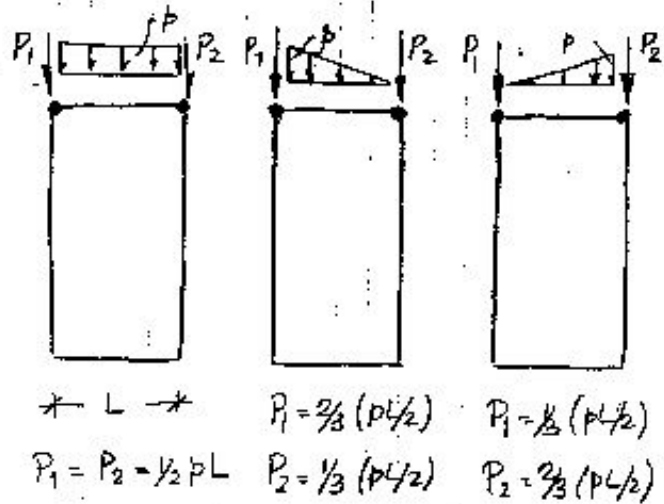 P₁ p P₂ P₁ p P₂ P₁ p P₂
L
P₁ = P₂ = 1/2 pL
P₁ = 2/3 (pL/2)
P₂ = 1/3 (pL/2)
P₁ = 1/3 (pL/2)
P₂ = 2/3 (pL/2)